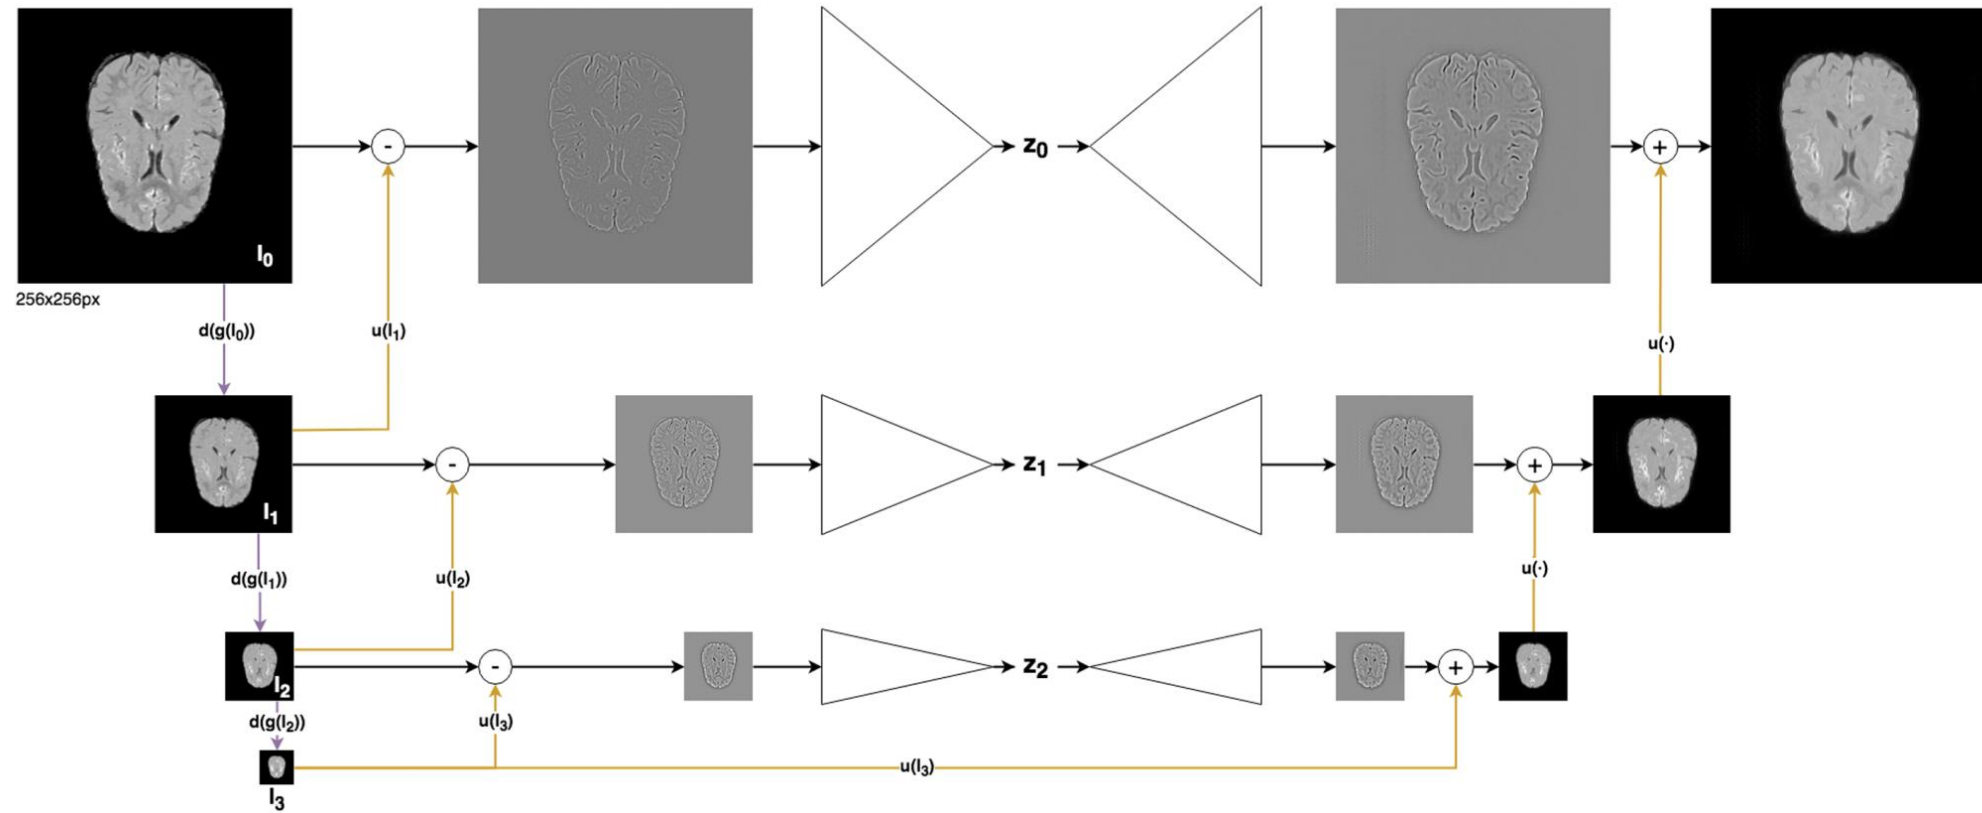 -
z₀
+
I₀
256x256px
d(g(I₀))
u(I₁)
u(·)
-
z₁
+
I₁
d(g(I₁))
u(I₂)
u(·)
-
z₂
+
I₂
d(g(I₂))
u(I₃)
u(I₃)
I₃